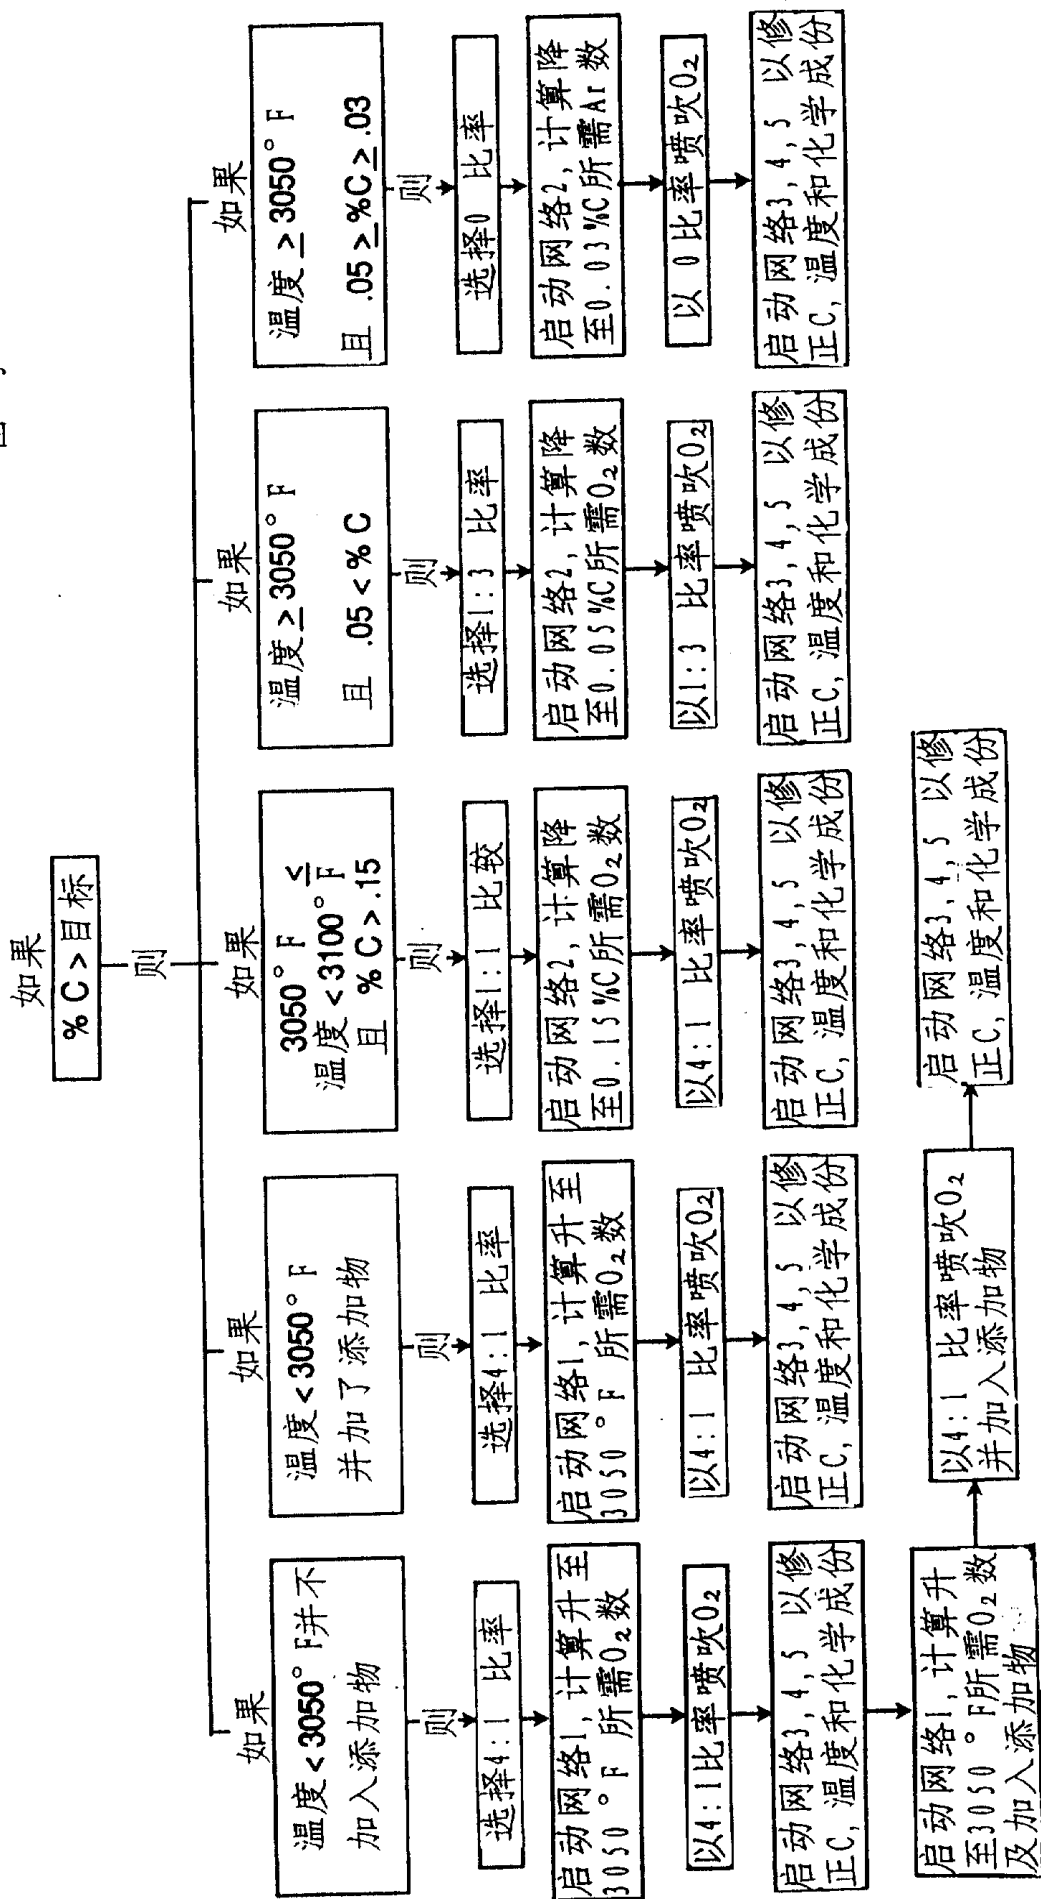 如果
% C > 目标
则
如果
温度 < 3050° F并不
加入添加物
则
选择4:1 比率
启动网络1, 计算升至
3050 °F 所需O₂数
以4:1比率喷吹O₂
启动网络3,4,5 以修
正C, 温度和化学成份
启动网络1, 计算升
至3050 °F所需O₂数
及加入添加物
以4:1 比率喷吹O₂
并加入添加物
启动网络3,4,5 以修
正C, 温度和化学成份
如果
温度 < 3050° F
并加了添加物
则
选择4:1 比率
启动网络1, 计算升至
3050 °F 所需O₂数
以4:1 比率喷吹O₂
启动网络3,4,5 以修
正C, 温度和化学成份
如果
3050° F ≤
温度 < 3100° F
且 % C > .15
则
选择1:1 比较
启动网络2, 计算降
至0.15%C所需O₂数
以4:1 比率喷吹O₂
启动网络3,4,5 以修
正C, 温度和化学成份
如果
温度 ≥ 3050° F
且 .05 < % C
则
选择1:3 比率
启动网络2, 计算降
至0.05%C所需O₂数
以1:3 比率喷吹O₂
启动网络3,4,5 以修
正C, 温度和化学成份
如果
温度 ≥ 3050° F
且 .05 ≥ %C ≥ .03
则
选择0 比率
启动网络2, 计算降
至0.03%C所需Ar数
以 0 比率喷吹O₂
启动网络3,4,5 以修
正C, 温度和化学成份